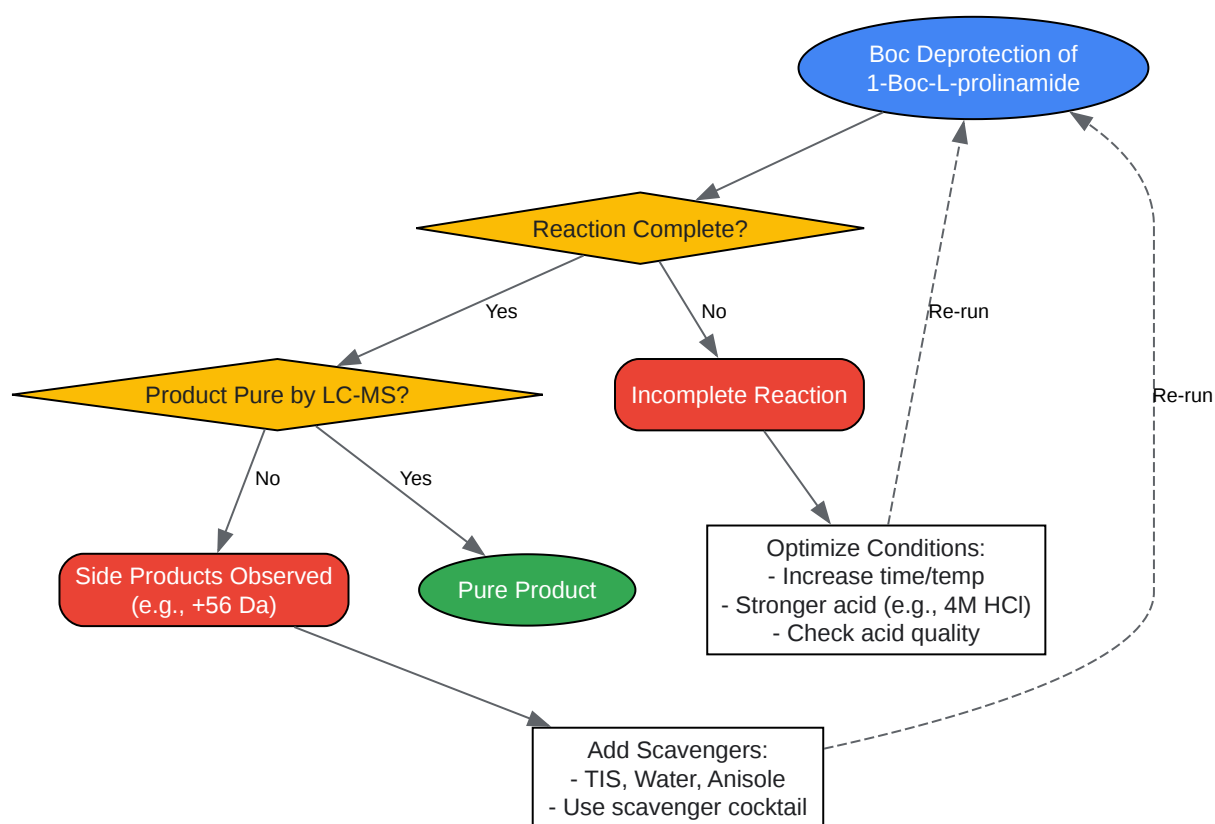 Boc Deprotection of
1-Boc-L-prolinamide
Reaction Complete?
Yes
No
Re-run
Re-run
Product Pure by LC-MS?
Incomplete Reaction
No
Yes
Side Products Observed
(e.g., +56 Da)
Pure Product
Optimize Conditions:
- Increase time/temp
- Stronger acid (e.g., 4M HCl)
- Check acid quality
Add Scavengers:
- TIS, Water, Anisole
- Use scavenger cocktail